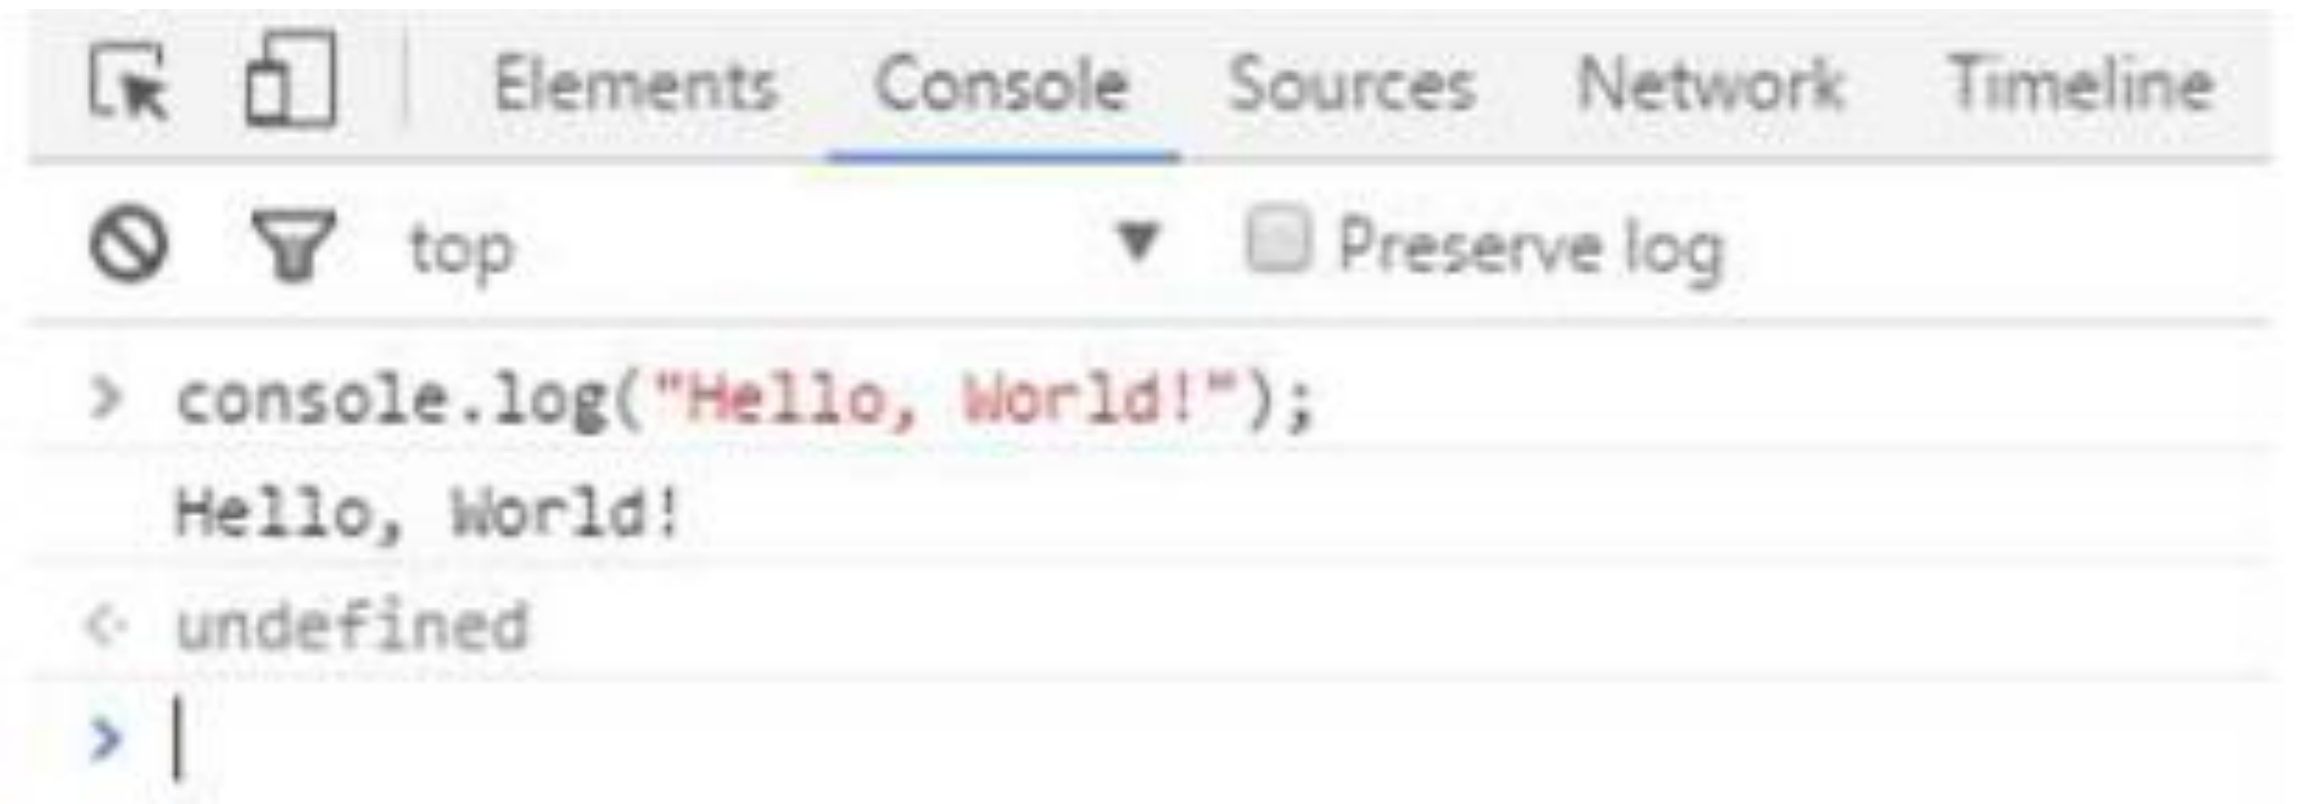 Elements Console Sources Network Timeline
top Preserve log
> console.log("Hello, World!");
Hello, World!
< undefined
>